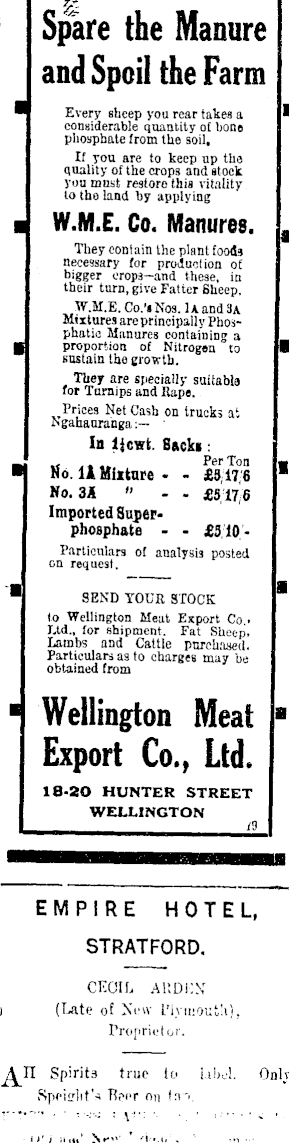 Spare the Manure
and Spoil the Farm
Every sheep you rear takes a
considerable quantity of bone
phosphate from the soil.
If you are to keep up the
quality of the crops and stock
you must restore this vitality
to the land by applying
W.M.E. Co. Manures.
They contain the plant foods
necessary for production of
bigger crops—and these, in
their turn, give Fatter Sheep.
W.M.E. Co.'s Nos. 1A and 3A
Mixtures are principally Phos-
phatic Manures containing a
proportion of Nitrogen to
sustain the growth.
They are specially suitable
for Turnips and Rape.
Prices Net Cash on trucks at
Ngahauranga:—
In 1¼cwt. Sacks:
Per Ton
No. 1A Mixture - - £5/17/6
No. 3A " - - £5/17/6
Imported Super-
phosphate - - £5/10/-
Particulars of analysis posted
on request.
SEND YOUR STOCK
to Wellington Meat Export Co.,
Ltd., for shipment. Fat Sheep,
Lambs and Cattle purchased.
Particulars as to charges may be
obtained from
Wellington Meat
Export Co., Ltd.
18-20 HUNTER STREET
WELLINGTON
19
EMPIRE HOTEL,
STRATFORD.
CECIL ARDEN
(Late of New Plymouth),
Proprietor.
All Spirits true to label. Only
Speight's Beer on tap.